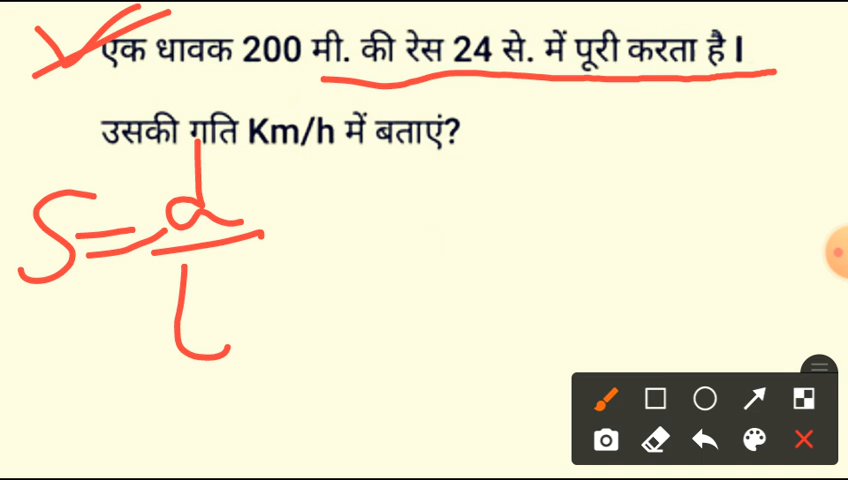 एक धावक 200 मी. की रेस 24 से. में पूरी करता है I
उसकी गति Km/h में बताएं?
S = d
t